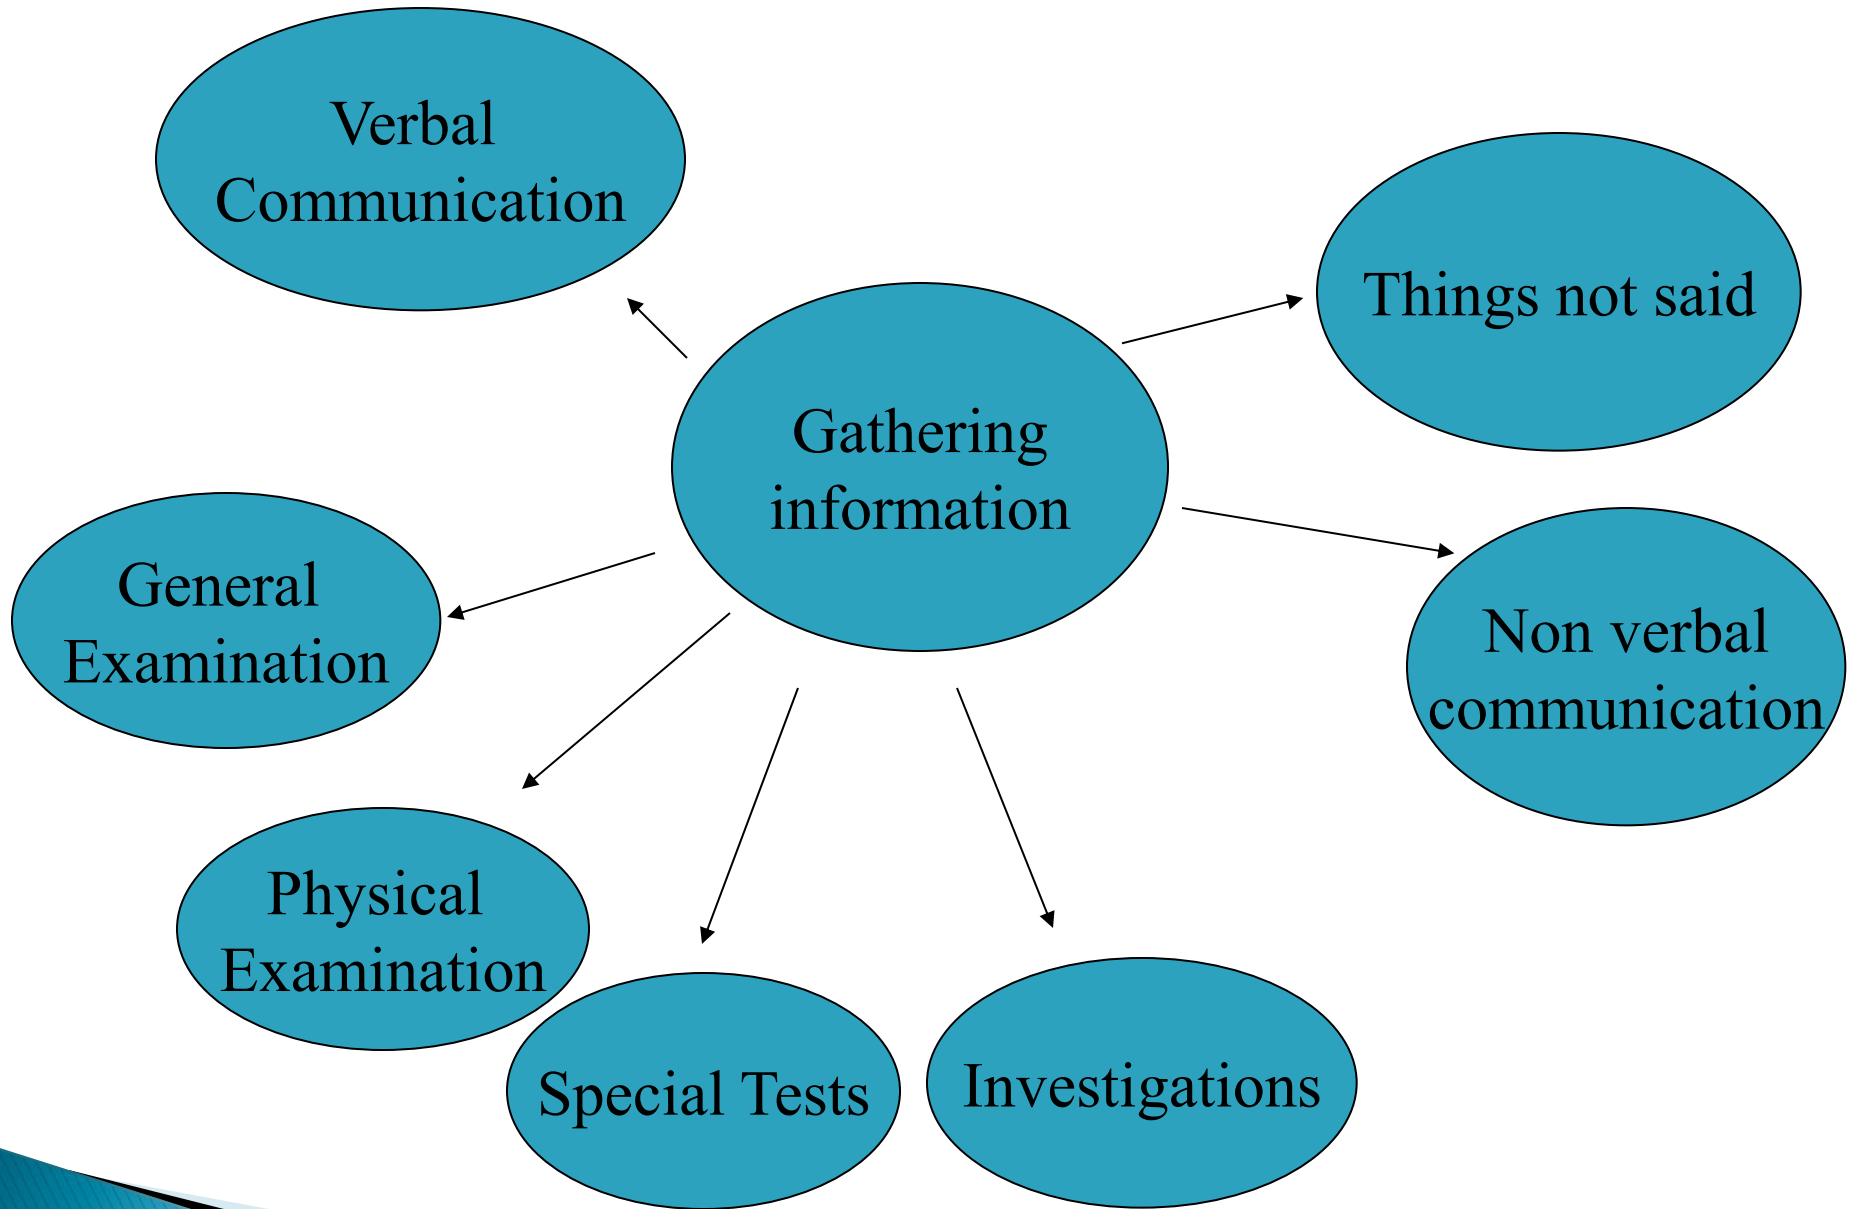 Verbal
Communication
Things not said
Gathering
information
General
Examination
Non verbal
communication
Physical
Examination
Special Tests
Investigations